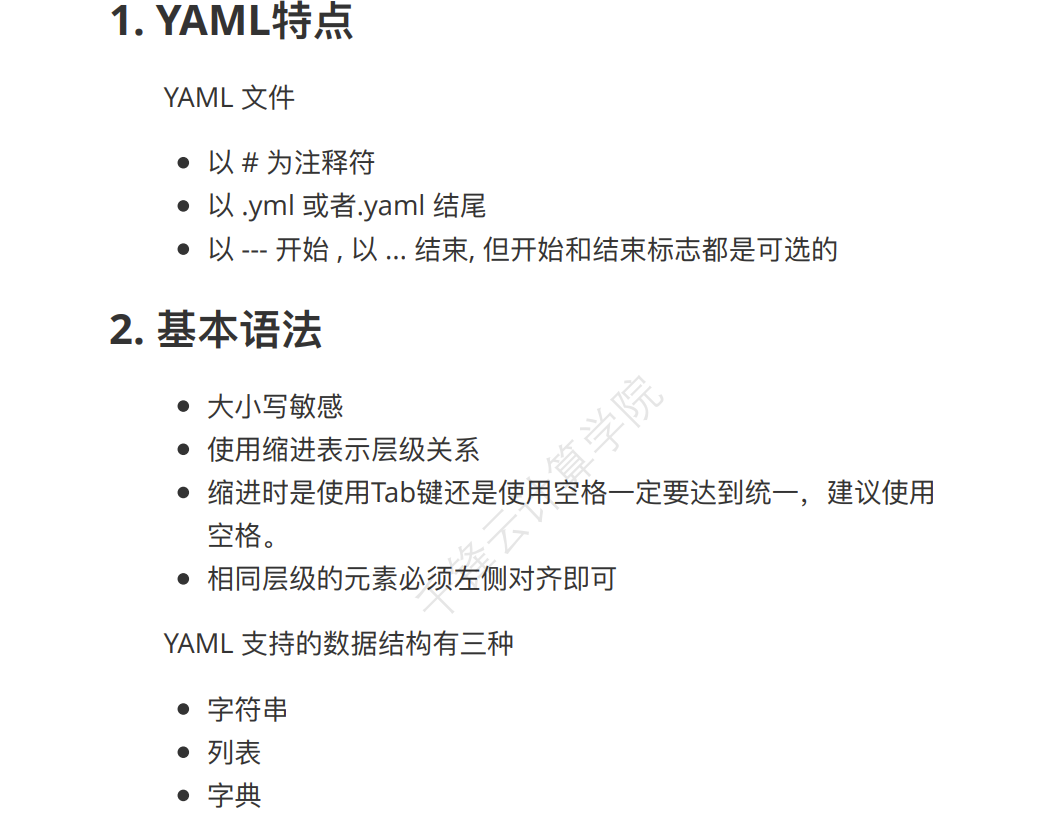 1. YAML特点
YAML 文件
以 # 为注释符
以 .yml 或者.yaml 结尾
以 --- 开始 , 以 ... 结束, 但开始和结束标志都是可选的
2. 基本语法
大小写敏感
使用缩进表示层级关系
缩进时是使用Tab键还是使用空格一定要达到统一，建议使用
空格。
相同层级的元素必须左侧对齐即可
YAML 支持的数据结构有三种
字符串
列表
字典
千锋云计算学院